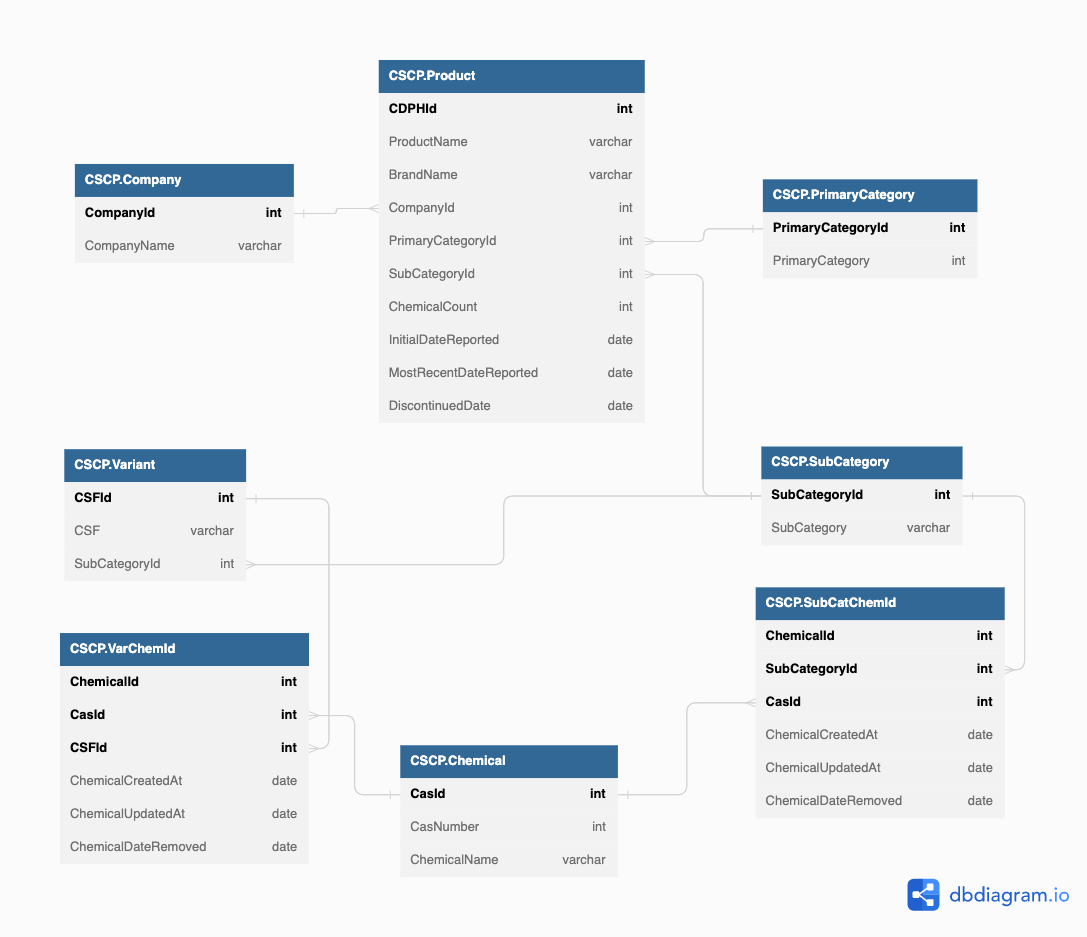 CSCP.Product
CDPHId int
ProductName varchar
BrandName varchar
CompanyId int
PrimaryCategoryId int
SubCategoryId int
ChemicalCount int
InitialDateReported date
MostRecentDateReported date
DiscontinuedDate date
CSCP.Company
CompanyId int
CompanyName varchar
CSCP.PrimaryCategory
PrimaryCategoryId int
PrimaryCategory int
CSCP.Variant
CSFId int
CSF varchar
SubCategoryId int
CSCP.SubCategory
SubCategoryId int
SubCategory varchar
CSCP.SubCatChemId
ChemicalId int
SubCategoryId int
CasId int
ChemicalCreatedAt date
ChemicalUpdatedAt date
ChemicalDateRemoved date
CSCP.VarChemId
ChemicalId int
CasId int
CSFId int
ChemicalCreatedAt date
ChemicalUpdatedAt date
ChemicalDateRemoved date
CSCP.Chemical
CasId int
CasNumber int
ChemicalName varchar
dbdiagram.io